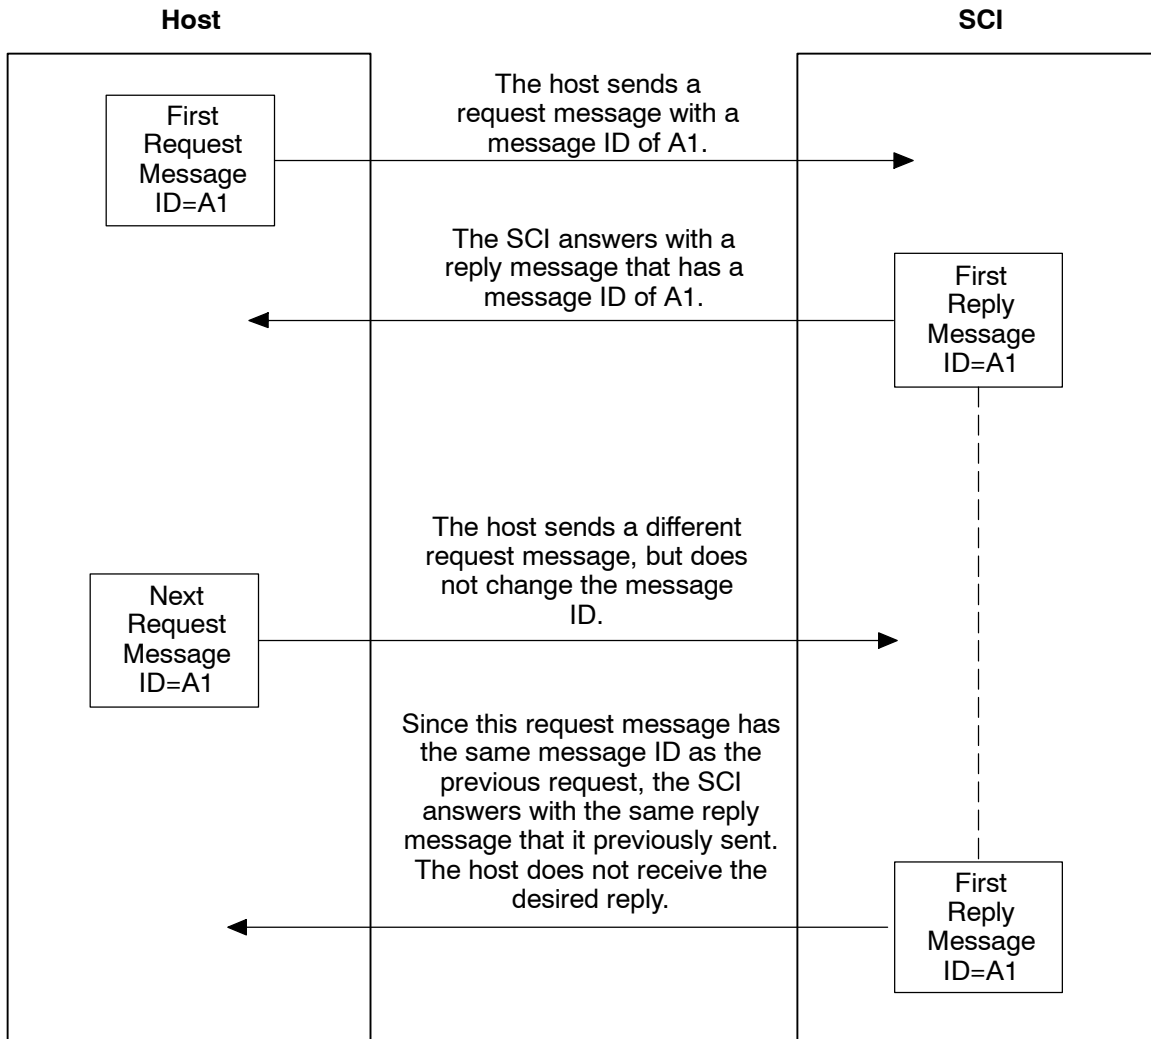 Host
SCI
The host sends a
request message with a
message ID of A1.
First
Request
Message
ID=A1
The SCI answers with a
reply message that has a
message ID of A1.
First
Reply
Message
ID=A1
The host sends a different
request message, but does
not change the message
ID.
Next
Request
Message
ID=A1
Since this request message has
the same message ID as the
previous request, the SCI
answers with the same reply
message that it previously sent.
The host does not receive the
desired reply.
First
Reply
Message
ID=A1